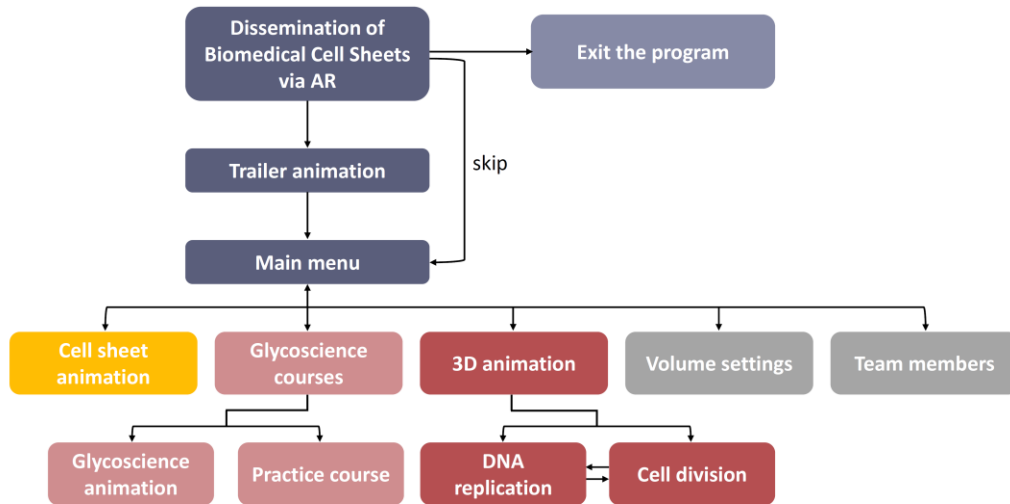 Dissemination of
Biomedical Cell Sheets
via AR
Exit the program
Trailer animation
skip
Main menu
Cell sheet
animation
Glycoscience
courses
3D animation
Volume settings
Team members
Glycoscience
animation
Practice course
DNA
replication
Cell division